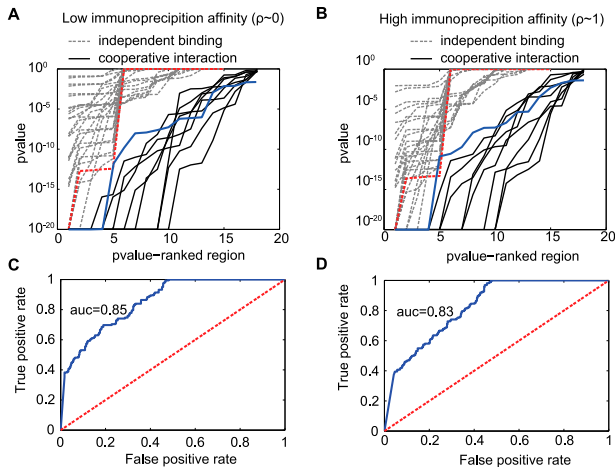 A
Low immunoprecipition affinity (ρ~0)
independent binding
cooperative interaction
10^0
10^-5
10^-10
10^-15
10^-20
pvalue
0 5 10 15 20
pvalue-ranked region
B
High immunoprecipition affinity (ρ~1)
independent binding
cooperative interaction
10^0
10^-5
10^-10
10^-15
10^-20
pvalue
0 5 10 15 20
pvalue-ranked region
C
1
0.8
0.6
0.4
0.2
0
True positive rate
auc=0.85
0 0.2 0.4 0.6 0.8 1
False positive rate
D
1
0.8
0.6
0.4
0.2
0
True positive rate
auc=0.83
0 0.2 0.4 0.6 0.8 1
False positive rate